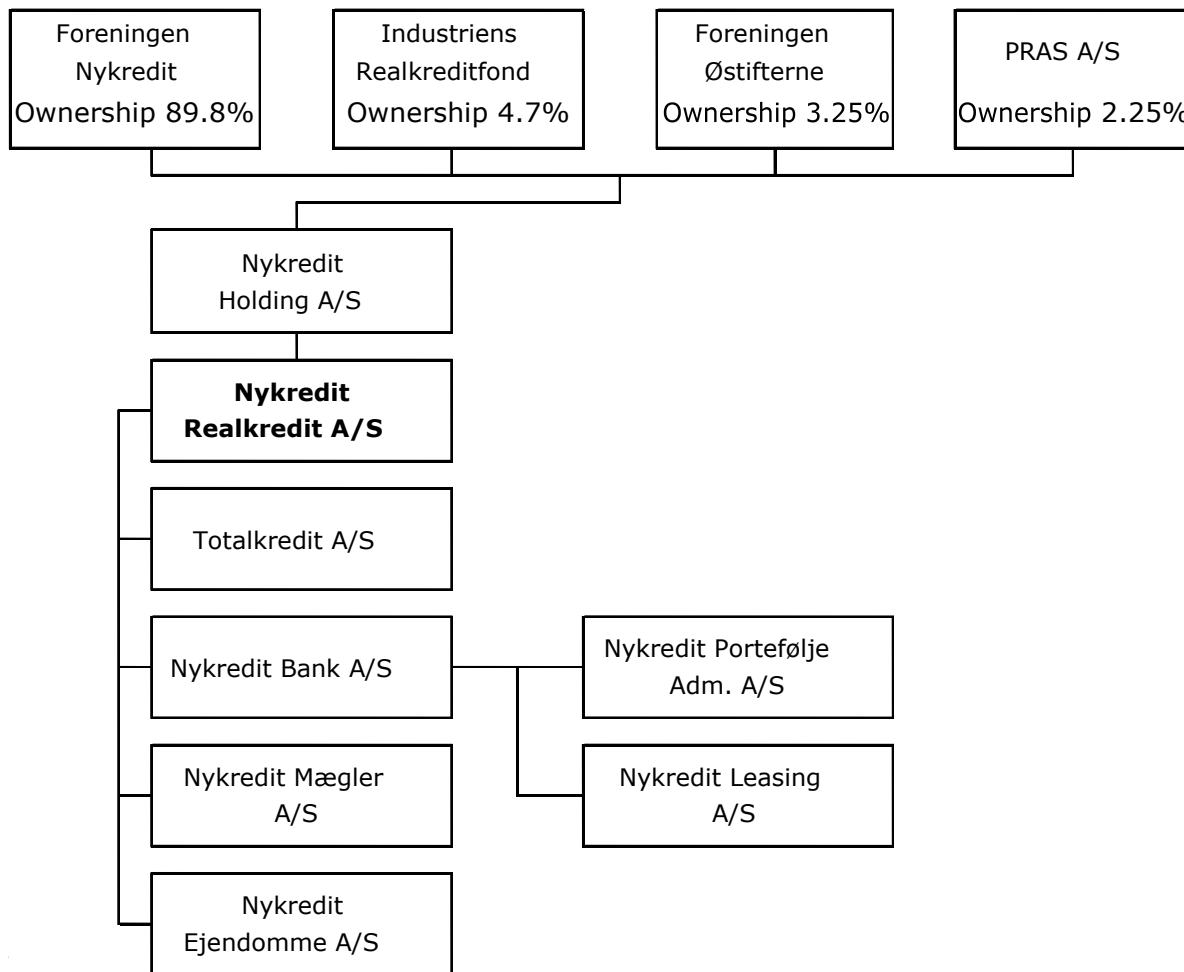 Foreningen
Nykredit
Ownership 89.8%
Industriens
Realkreditfond
Ownership 4.7%
Foreningen
Østifterne
Ownership 3.25%
PRAS A/S
Ownership 2.25%
Nykredit
Holding A/S
Nykredit
Realkredit A/S
Totalkredit A/S
Nykredit Bank A/S
Nykredit Portefølje
Adm. A/S
Nykredit Mægler
A/S
Nykredit Leasing
A/S
Nykredit
Ejendomme A/S